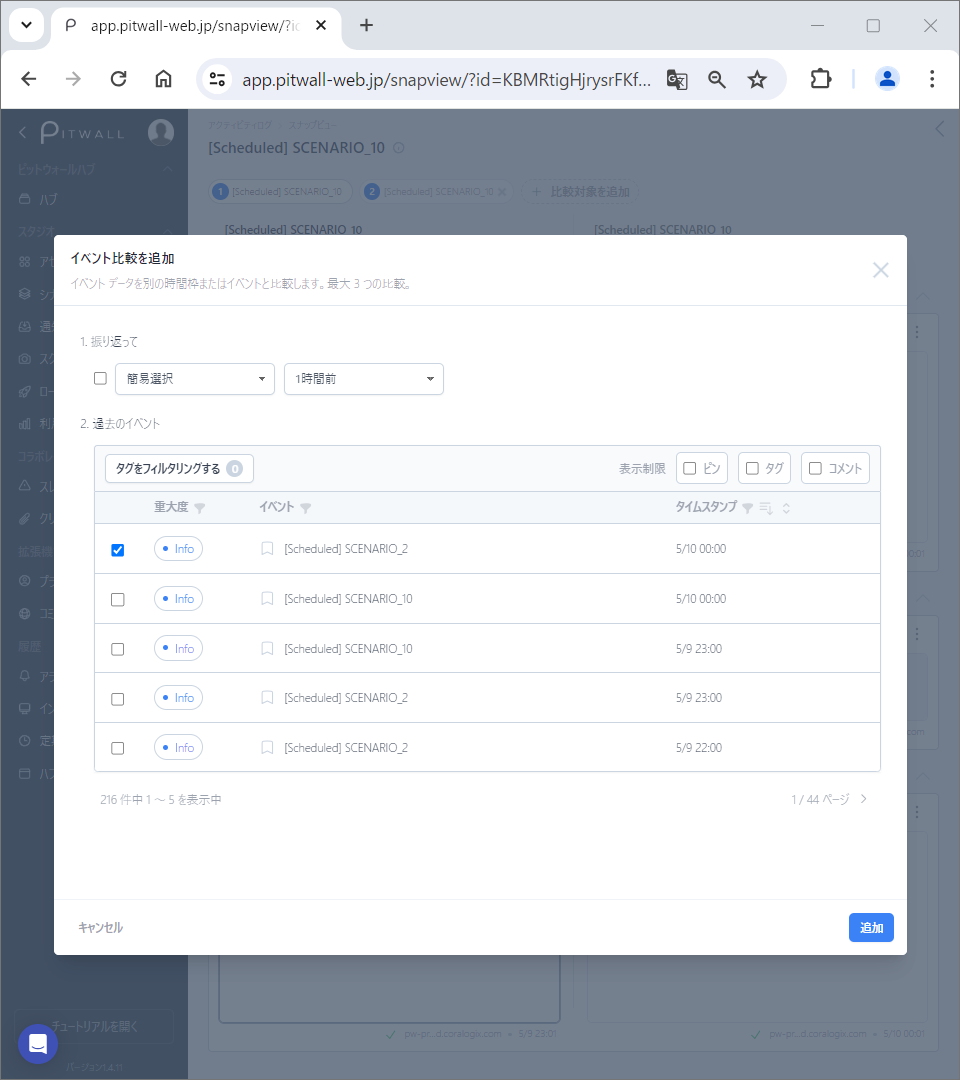 app.pitwall-web.jp/snapview/?id
app.pitwall-web.jp/snapview/?id=KBMRtigHjrysrFKf...
PITWALL
アクティビティログ
スナップビュー
[Scheduled] SCENARIO_10
1 [Scheduled] SCENARIO_10
2 [Scheduled] SCENARIO_10
比較対象を追加
ピットウォールハブ
ハブ
[Scheduled] SCENARIO_10
[Scheduled] SCENARIO_10
スタジオ
イベント比較を追加
イベント データを別の時間枠またはイベントと比較します。最大 3 つの比較。
1. 振り返って
簡易選択
1時間前
2. 過去のイベント
タグをフィルタリングする 0
表示制限
ピン
タグ
コメント
重大度
イベント
タイムスタンプ
Info
[Scheduled] SCENARIO_2
5/10 00:00
Info
[Scheduled] SCENARIO_10
5/10 00:00
Info
[Scheduled] SCENARIO_10
5/9 23:00
Info
[Scheduled] SCENARIO_2
5/9 23:00
Info
[Scheduled] SCENARIO_2
5/9 22:00
216 件中 1 ～ 5 を表示中
1 / 44 ページ
キャンセル
追加
履歴
チュートリアルを開く
バージョン1.4.11
pw-pr...d.coralogix.com • 5/9 23:01
pw-pr...d.coralogix.com • 5/10 00:01